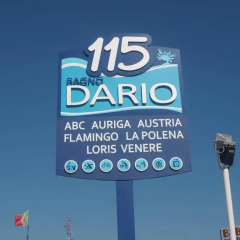 115
BAGNO
DARIO
ABC AURIGA AUSTRIA
FLAMINGO LA POLENA
LORIS VENERE